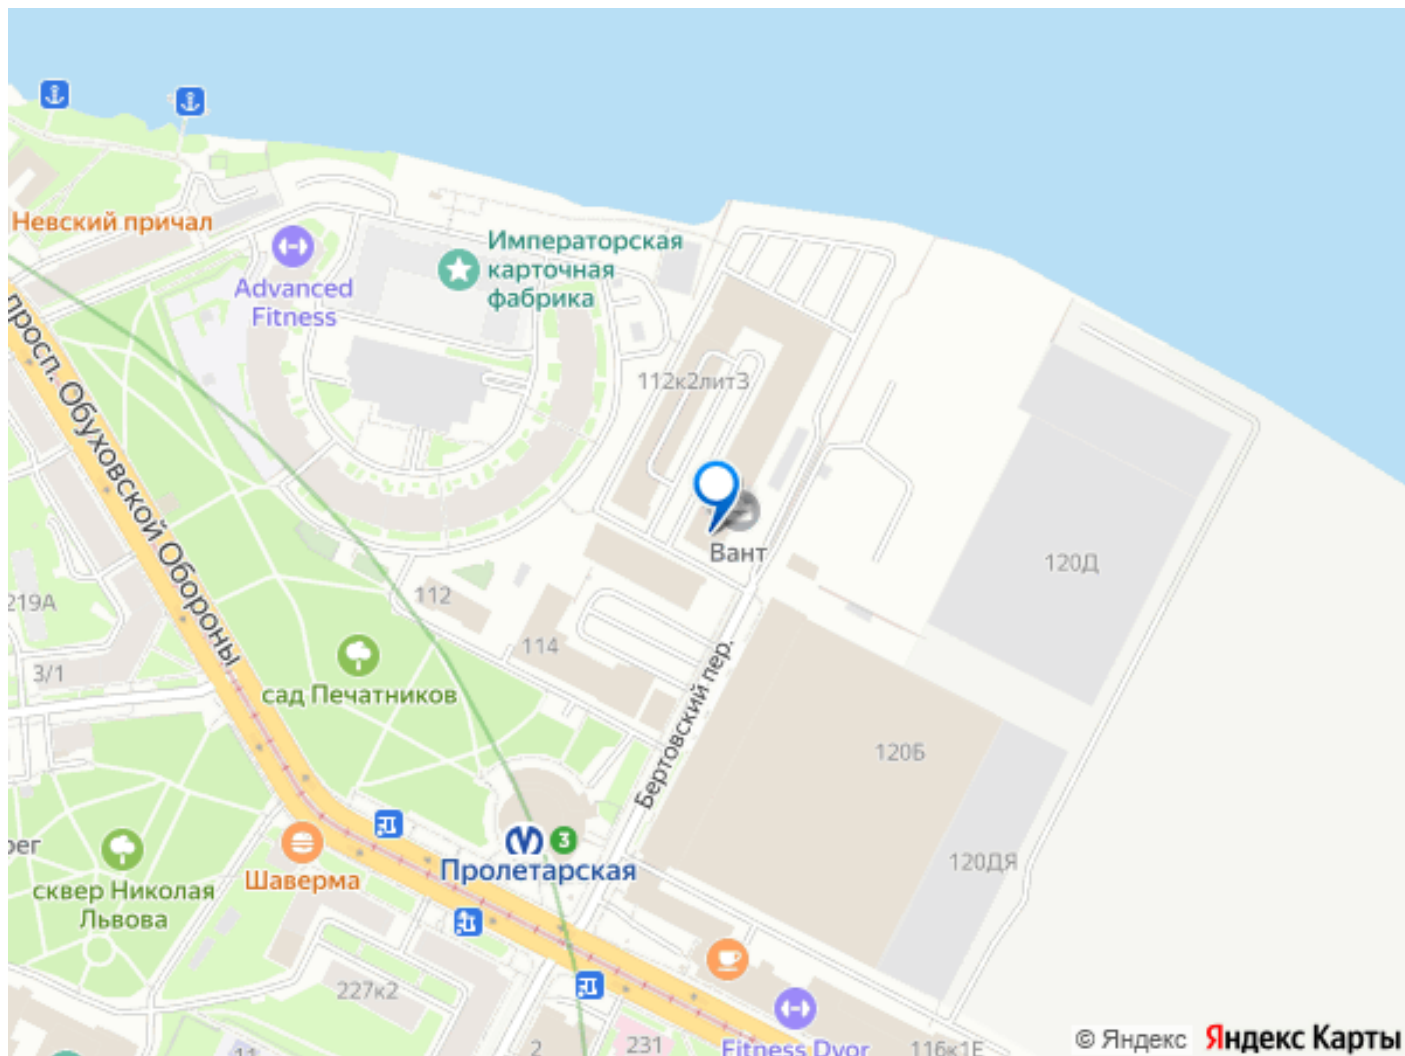 Невский причал
Advanced
Fitness
Императорская
карточная
фабрика
просп. Обуховской Обороны
112к2лит3
Вант
120Д
219А
112
114
3/1
сад Печатников
Бертовский пер.
120Б
3
Пролетарская
рег
Шаверма
сквер Николая
Львова
120ДЯ
227к2
11
2
231
Fitness Dvor
116к1Е
© Яндекс
Яндекс Карты